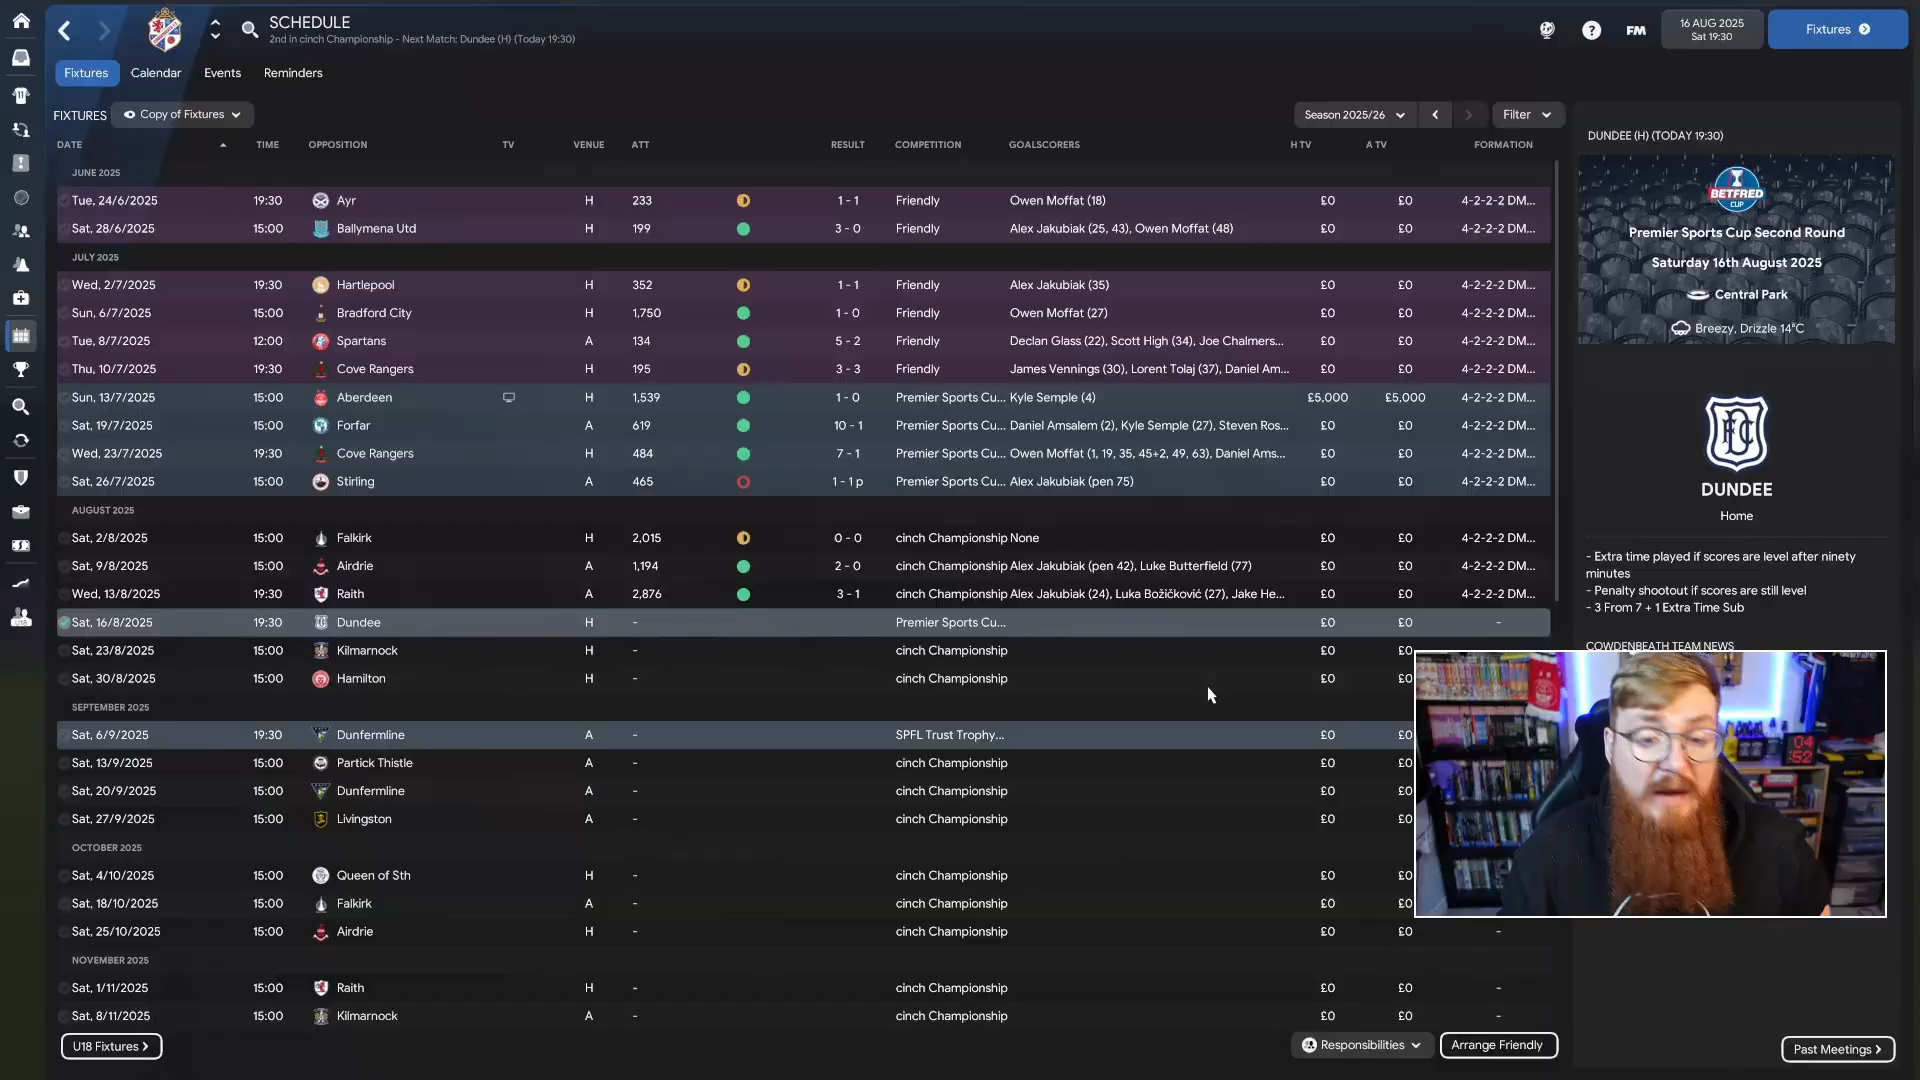 SCHEDULE
2nd in cinch Championship - Next Match: Dundee (H) (Today 19:30)
FM
16 AUG 2025
Sat 19:30
Fixtures
Fixtures Calendar Events Reminders
FIXTURES Copy of Fixtures Season 2025/26 Filter
DATE TIME OPPOSITION TV VENUE ATT RESULT COMPETITION GOALSCORERS H TV A TV FORMATION
JUNE 2025
Tue, 24/6/2025 19:30 Ayr H 233 1 - 1 Friendly Owen Moffat (18) £0 £0 4-2-2-2 DM...
Sat, 28/6/2025 15:00 Ballymena Utd H 199 3 - 0 Friendly Alex Jakubiak (25, 43), Owen Moffat (48) £0 £0 4-2-2-2 DM...
JULY 2025
Wed, 2/7/2025 19:30 Hartlepool H 352 1 - 1 Friendly Alex Jakubiak (35) £0 £0 4-2-2-2 DM...
Sun, 6/7/2025 15:00 Bradford City H 1,750 1 - 0 Friendly Owen Moffat (27) £0 £0 4-2-2-2 DM...
Tue, 8/7/2025 12:00 Spartans A 134 5 - 2 Friendly Declan Glass (22), Scott High (34), Joe Chalmers... £0 £0 4-2-2-2 DM...
Thu, 10/7/2025 19:30 Cove Rangers H 195 3 - 3 Friendly James Vennings (30), Lorent Tolaj (37), Daniel Am... £0 £0 4-2-2-2 DM...
Sun, 13/7/2025 15:00 Aberdeen H 1,539 1 - 0 Premier Sports Cu... Kyle Semple (4) £5,000 £5,000 4-2-2-2 DM...
Sat, 19/7/2025 15:00 Forfar A 619 10 - 1 Premier Sports Cu... Daniel Amsalem (2), Kyle Semple (27), Steven Ros... £0 £0 4-2-2-2 DM...
Wed, 23/7/2025 19:30 Cove Rangers H 484 7 - 1 Premier Sports Cu... Owen Moffat (1, 19, 35, 45+2, 49, 63), Daniel Ams... £0 £0 4-2-2-2 DM...
Sat, 26/7/2025 15:00 Stirling A 465 1 - 1 p Premier Sports Cu... Alex Jakubiak (pen 75) £0 £0 4-2-2-2 DM...
AUGUST 2025
Sat, 2/8/2025 15:00 Falkirk H 2,015 0 - 0 cinch Championship None £0 £0 4-2-2-2 DM...
Sat, 9/8/2025 15:00 Airdrie A 1,194 2 - 0 cinch Championship Alex Jakubiak (pen 42), Luke Butterfield (77) £0 £0 4-2-2-2 DM...
Wed, 13/8/2025 19:30 Raith A 2,876 3 - 1 cinch Championship Alex Jakubiak (24), Luka Božičković (27), Jake He... £0 £0 4-2-2-2 DM...
Sat, 16/8/2025 19:30 Dundee H - Premier Sports Cu... £0 £0 -
Sat, 23/8/2025 15:00 Kilmarnock H - cinch Championship £0 £0
Sat, 30/8/2025 15:00 Hamilton H - cinch Championship £0 £0
SEPTEMBER 2025
Sat, 6/9/2025 19:30 Dunfermline A - SPFL Trust Trophy... £0 £0
Sat, 13/9/2025 15:00 Partick Thistle A - cinch Championship £0 £0
Sat, 20/9/2025 15:00 Dunfermline A - cinch Championship £0 £0
Sat, 27/9/2025 15:00 Livingston A - cinch Championship £0 £0
OCTOBER 2025
Sat, 4/10/2025 15:00 Queen of Sth H - cinch Championship £0 £0
Sat, 18/10/2025 15:00 Falkirk A - cinch Championship £0 £0
Sat, 25/10/2025 15:00 Airdrie H - cinch Championship £0 £0 -
NOVEMBER 2025
Sat, 1/11/2025 15:00 Raith H - cinch Championship £0 £0 -
Sat, 8/11/2025 15:00 Kilmarnock A - cinch Championship £0 £0 -
U18 Fixtures Responsibilities Arrange Friendly
DUNDEE (H) (TODAY 19:30)
BETFRED
CUP
Premier Sports Cup Second Round
Saturday 16th August 2025
Central Park
Breezy, Drizzle 14°C
DUNDEE
Home
- Extra time played if scores are level after ninety
minutes
- Penalty shootout if scores are still level
- 3 From 7 + 1 Extra Time Sub
COWDENBEATH TEAM NEWS
04
52
Past Meetings